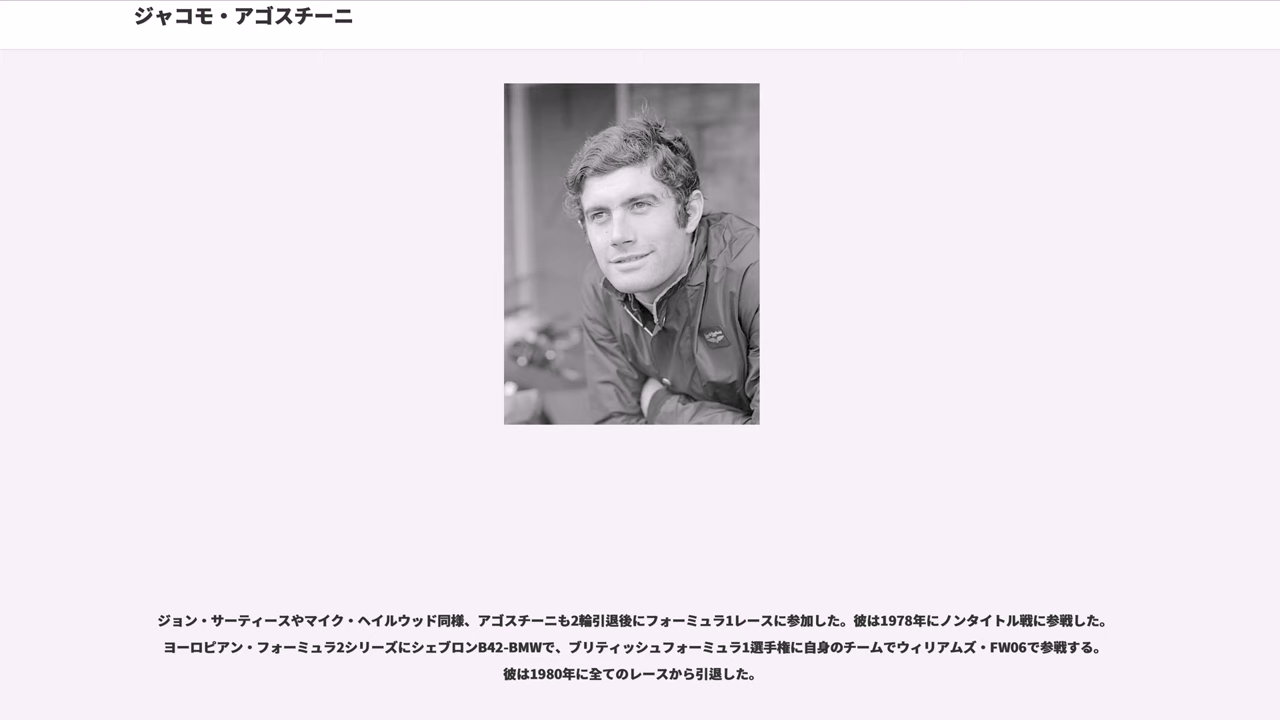 ジャコモ・アゴスチーニ
ジョン・サーティースやマイク・ヘイルウッド同様、アゴスチーニも2輪引退後にフォーミュラ1レースに参加した。彼は1978年にノンタイトル戦に参戦した。
ヨーロピアン・フォーミュラ2シリーズにシェブロンB42-BMWで、ブリティッシュフォーミュラ1選手権に自身のチームでウィリアムズ・FW06で参戦する。
彼は1980年に全てのレースから引退した。